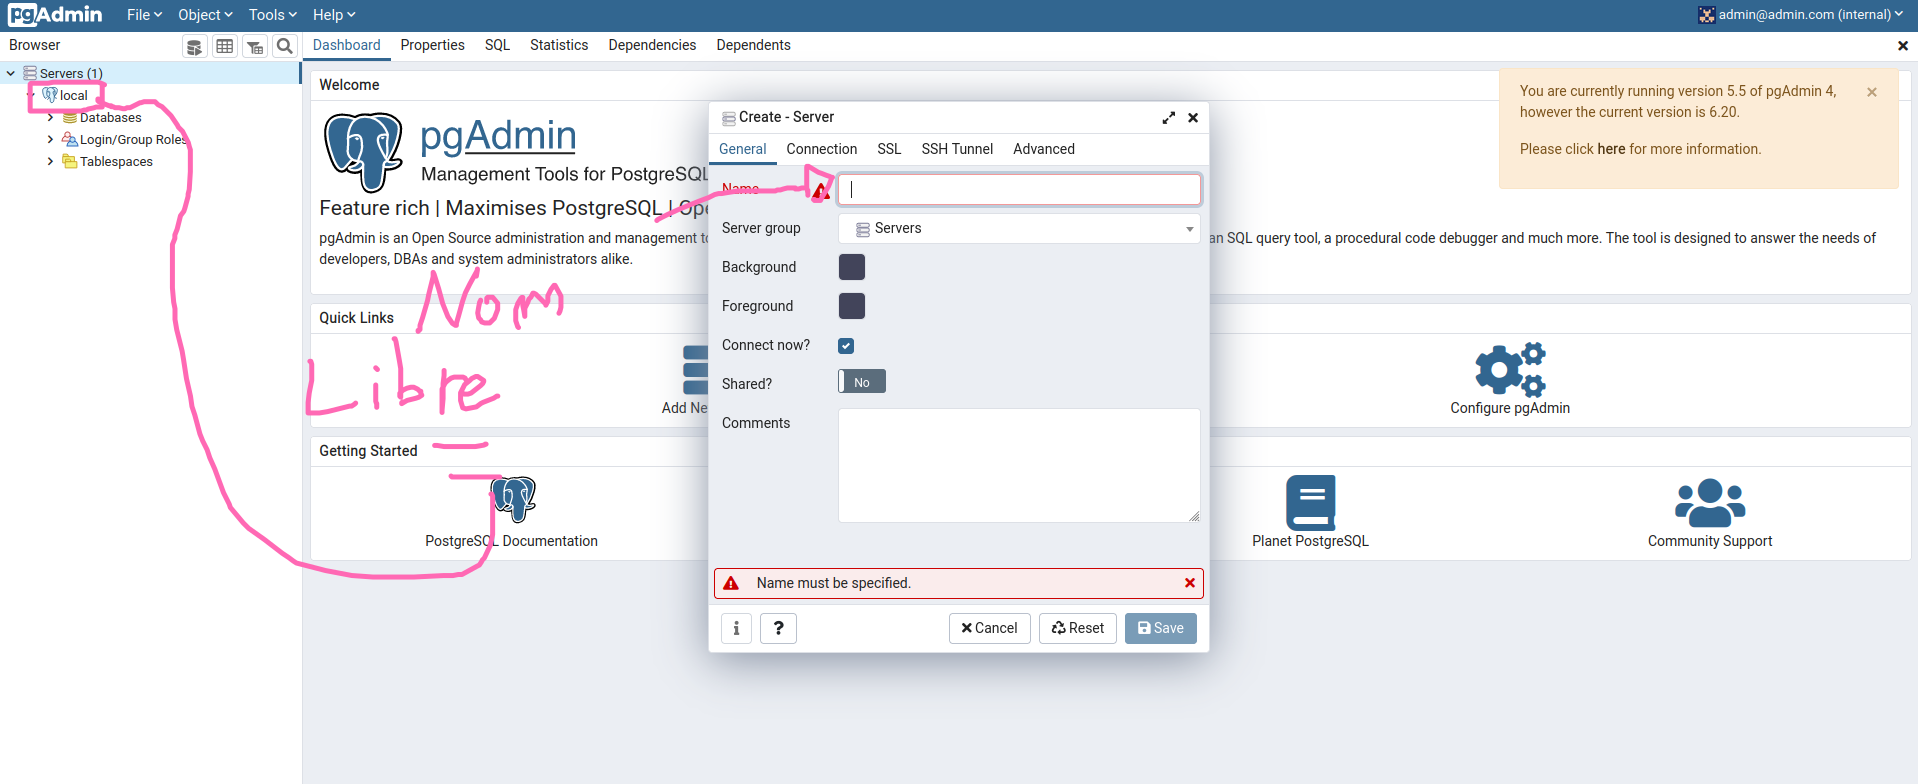 pgAdmin File Object Tools Help admin@admin.com (internal)
Browser Dashboard Properties SQL Statistics Dependencies Dependents
Servers (1)
local
Databases
Login/Group Roles
Tablespaces
Welcome
pgAdmin
Management Tools for PostgreSQL
Feature rich | Maximises PostgreSQL | Ope
pgAdmin is an Open Source administration and management to
an SQL query tool, a procedural code debugger and much more. The tool is designed to answer the needs of
developers, DBAs and system administrators alike.
You are currently running version 5.5 of pgAdmin 4,
however the current version is 6.20.
Please click here for more information.
Nom
Libre
Quick Links
Add Ne
Configure pgAdmin
Getting Started
PostgreSQL Documentation
Planet PostgreSQL
Community Support
Create - Server
General Connection SSL SSH Tunnel Advanced
Name
Server group Servers
Background
Foreground
Connect now?
Shared? No
Comments
Name must be specified.
i ? Cancel Reset Save